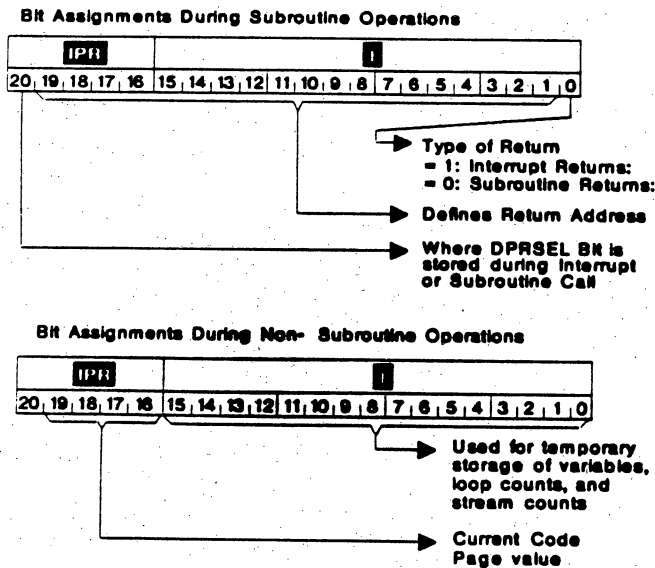 Bit Assignments During Subroutine Operations
IPR I
20 19 18 17 16 15 14 13 12 11 10 9 8 7 6 5 4 3 2 1 0
Type of Return
= 1: Interrupt Returns:
= 0: Subroutine Returns:
Defines Return Address
Where DPRSEL Bit is
stored during Interrupt
or Subroutine Call
Bit Assignments During Non- Subroutine Operations
IPR I
20 19 18 17 16 15 14 13 12 11 10 9 8 7 6 5 4 3 2 1 0
Used for temporary
storage of variables,
loop counts, and
stream counts
Current Code
Page value